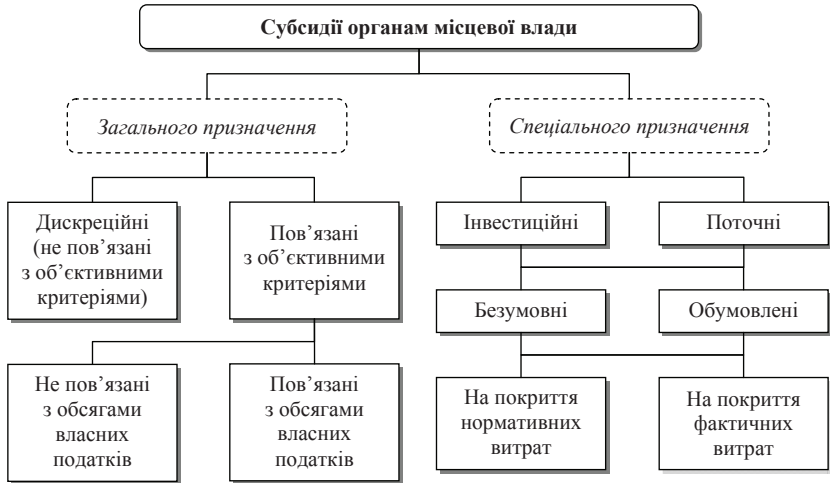 Субсидії органам місцевої влади
Загального призначення
Спеціального призначення
Дискреційні
(не пов’язані
з об’єктивними
критеріями)
Пов’язані
з об’єктивними
критеріями
Інвестиційні
Поточні
Безумовні
Обумовлені
Не пов’язані
з обсягами
власних
податків
Пов’язані
з обсягами
власних
податків
На покриття
нормативних
витрат
На покриття
фактичних
витрат